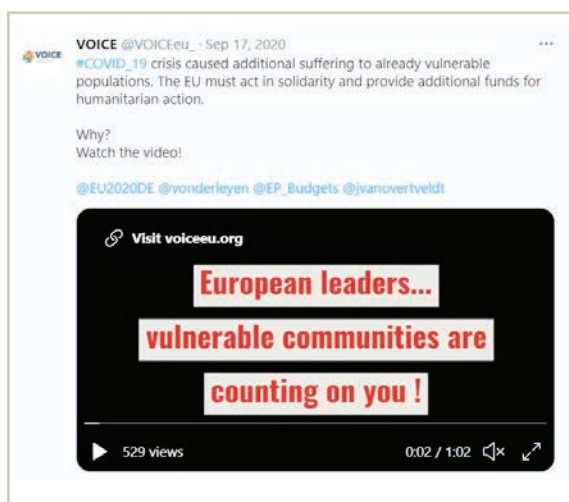 VOICE @VOICEeu_ · Sep 17, 2020
VOICE
#COVID_19 crisis caused additional suffering to already vulnerable
populations. The EU must act in solidarity and provide additional funds for
humanitarian action.
Why?
Watch the video!
@EU2020DE @vonderleyen @EP_Budgets @jvanovertveldt
Visit voiceeu.org
European leaders...
vulnerable communities are
counting on you !
529 views 0:02 / 1:02